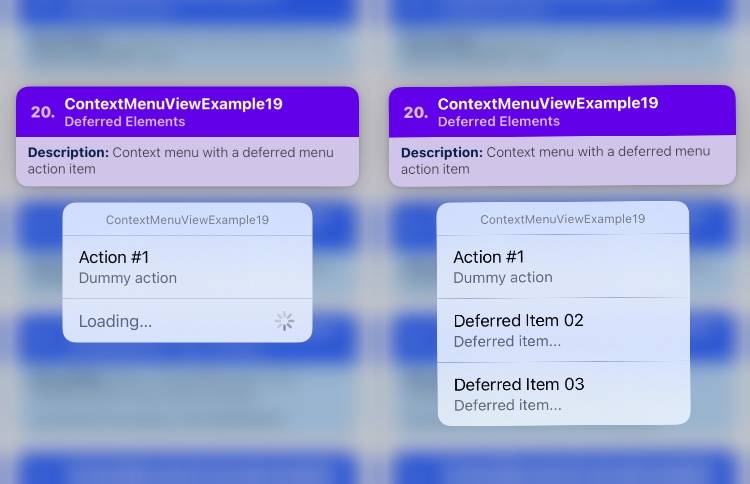 20. ContextMenuViewExample19
Deferred Elements
Description: Context menu with a deferred menu
action item
ContextMenuViewExample19
Action #1
Dummy action
Loading...
20. ContextMenuViewExample19
Deferred Elements
Description: Context menu with a deferred menu
action item
ContextMenuViewExample19
Action #1
Dummy action
Deferred Item 02
Deferred item...
Deferred Item 03
Deferred item...